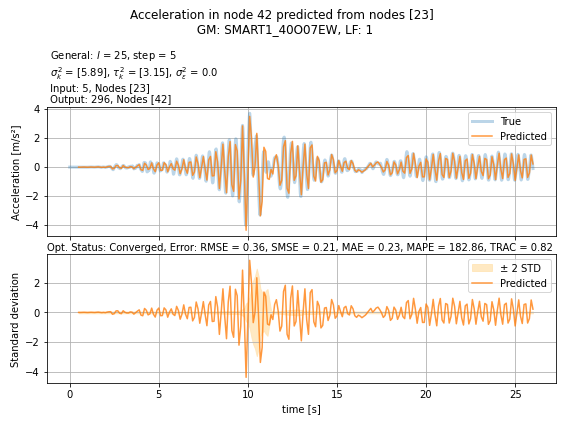 Acceleration in node 42 predicted from nodes [23]
GM: SMART1_40O07EW, LF: 1
General: l = 25, step = 5
σ²ₖ = [5.89], τ²ₖ = [3.15], σ²ε = 0.0
Input: 5, Nodes [23]
Output: 296, Nodes [42]
Acceleration [m/s²]
4
2
0
−2
−4
True
Predicted
Opt. Status: Converged, Error: RMSE = 0.36, SMSE = 0.21, MAE = 0.23, MAPE = 182.86, TRAC = 0.82
Standard deviation
2
0
−2
−4
± 2 STD
Predicted
0 5 10 15 20 25
time [s]